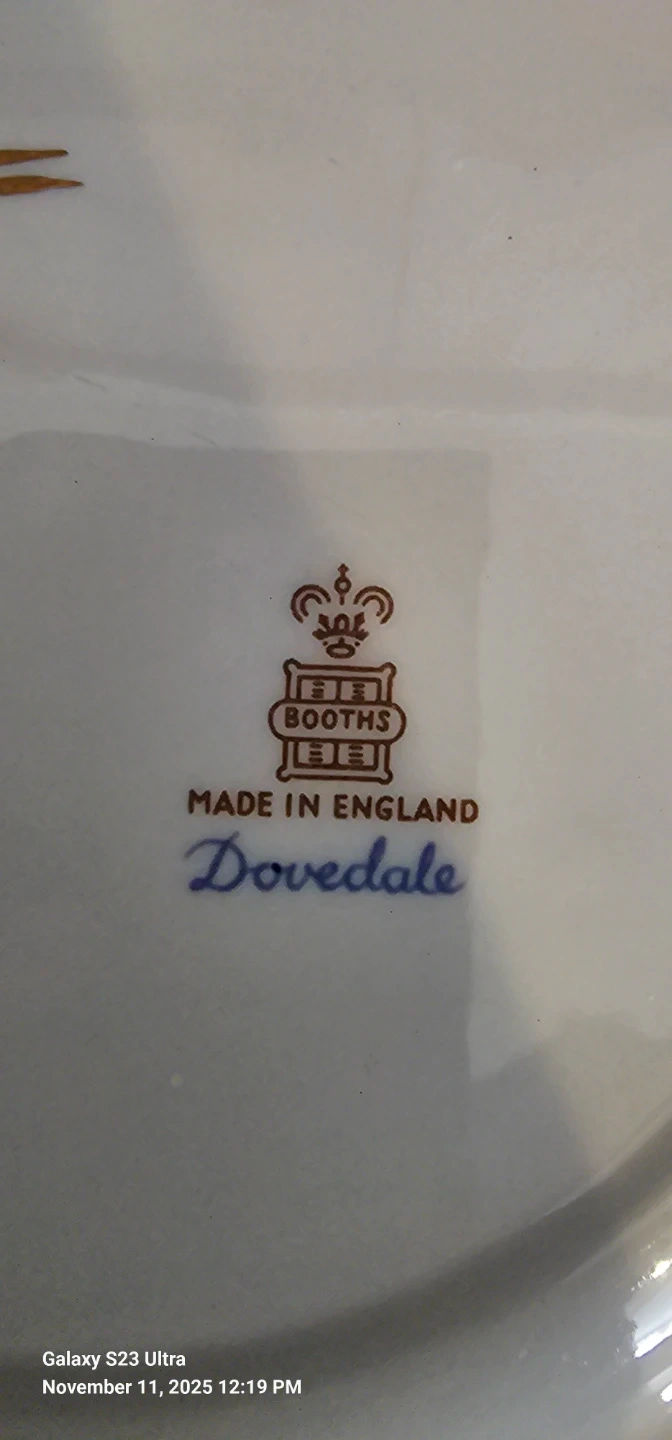 BOOTHS
MADE IN ENGLAND
Dovedale
Galaxy S23 Ultra
November 11, 2025 12:19 PM